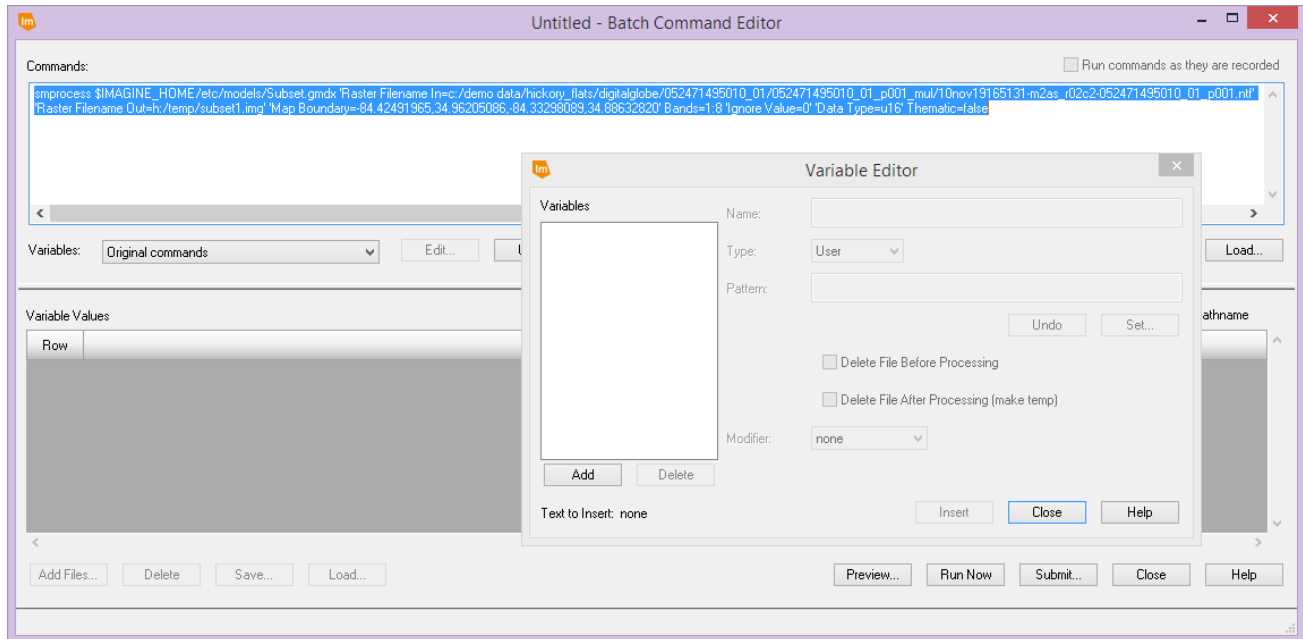 Im
Untitled - Batch Command Editor
Commands:
Run commands as they are recorded
smprocess $IMAGINE_HOME/etc/models/Subset.gmdx 'Raster Filename In=c:/demo data/hickory_flats/digitalglobe/052471495010_01/052471495010_01_p001_mul/10nov19165131-m2as_r02c2-052471495010_01_p001.ntf'
'Raster Filename Out=h:/temp/subset1.img' 'Map Boundary=-84.42491965,34.96205086,-84.33298089,34.88632820' Bands=1:8 'Ignore Value=0' 'Data Type=u16' Thematic=false
Variables:
Original commands
Edit...
U
Load...
Variable Values
athname
Row
Im
Variable Editor
Variables
Name:
Type:
User
Pattern:
Undo
Set...
Delete File Before Processing
Delete File After Processing (make temp)
Modifier:
none
Add
Delete
Text to Insert: none
Insert
Close
Help
Add Files...
Delete
Save...
Load...
Preview...
Run Now
Submit...
Close
Help